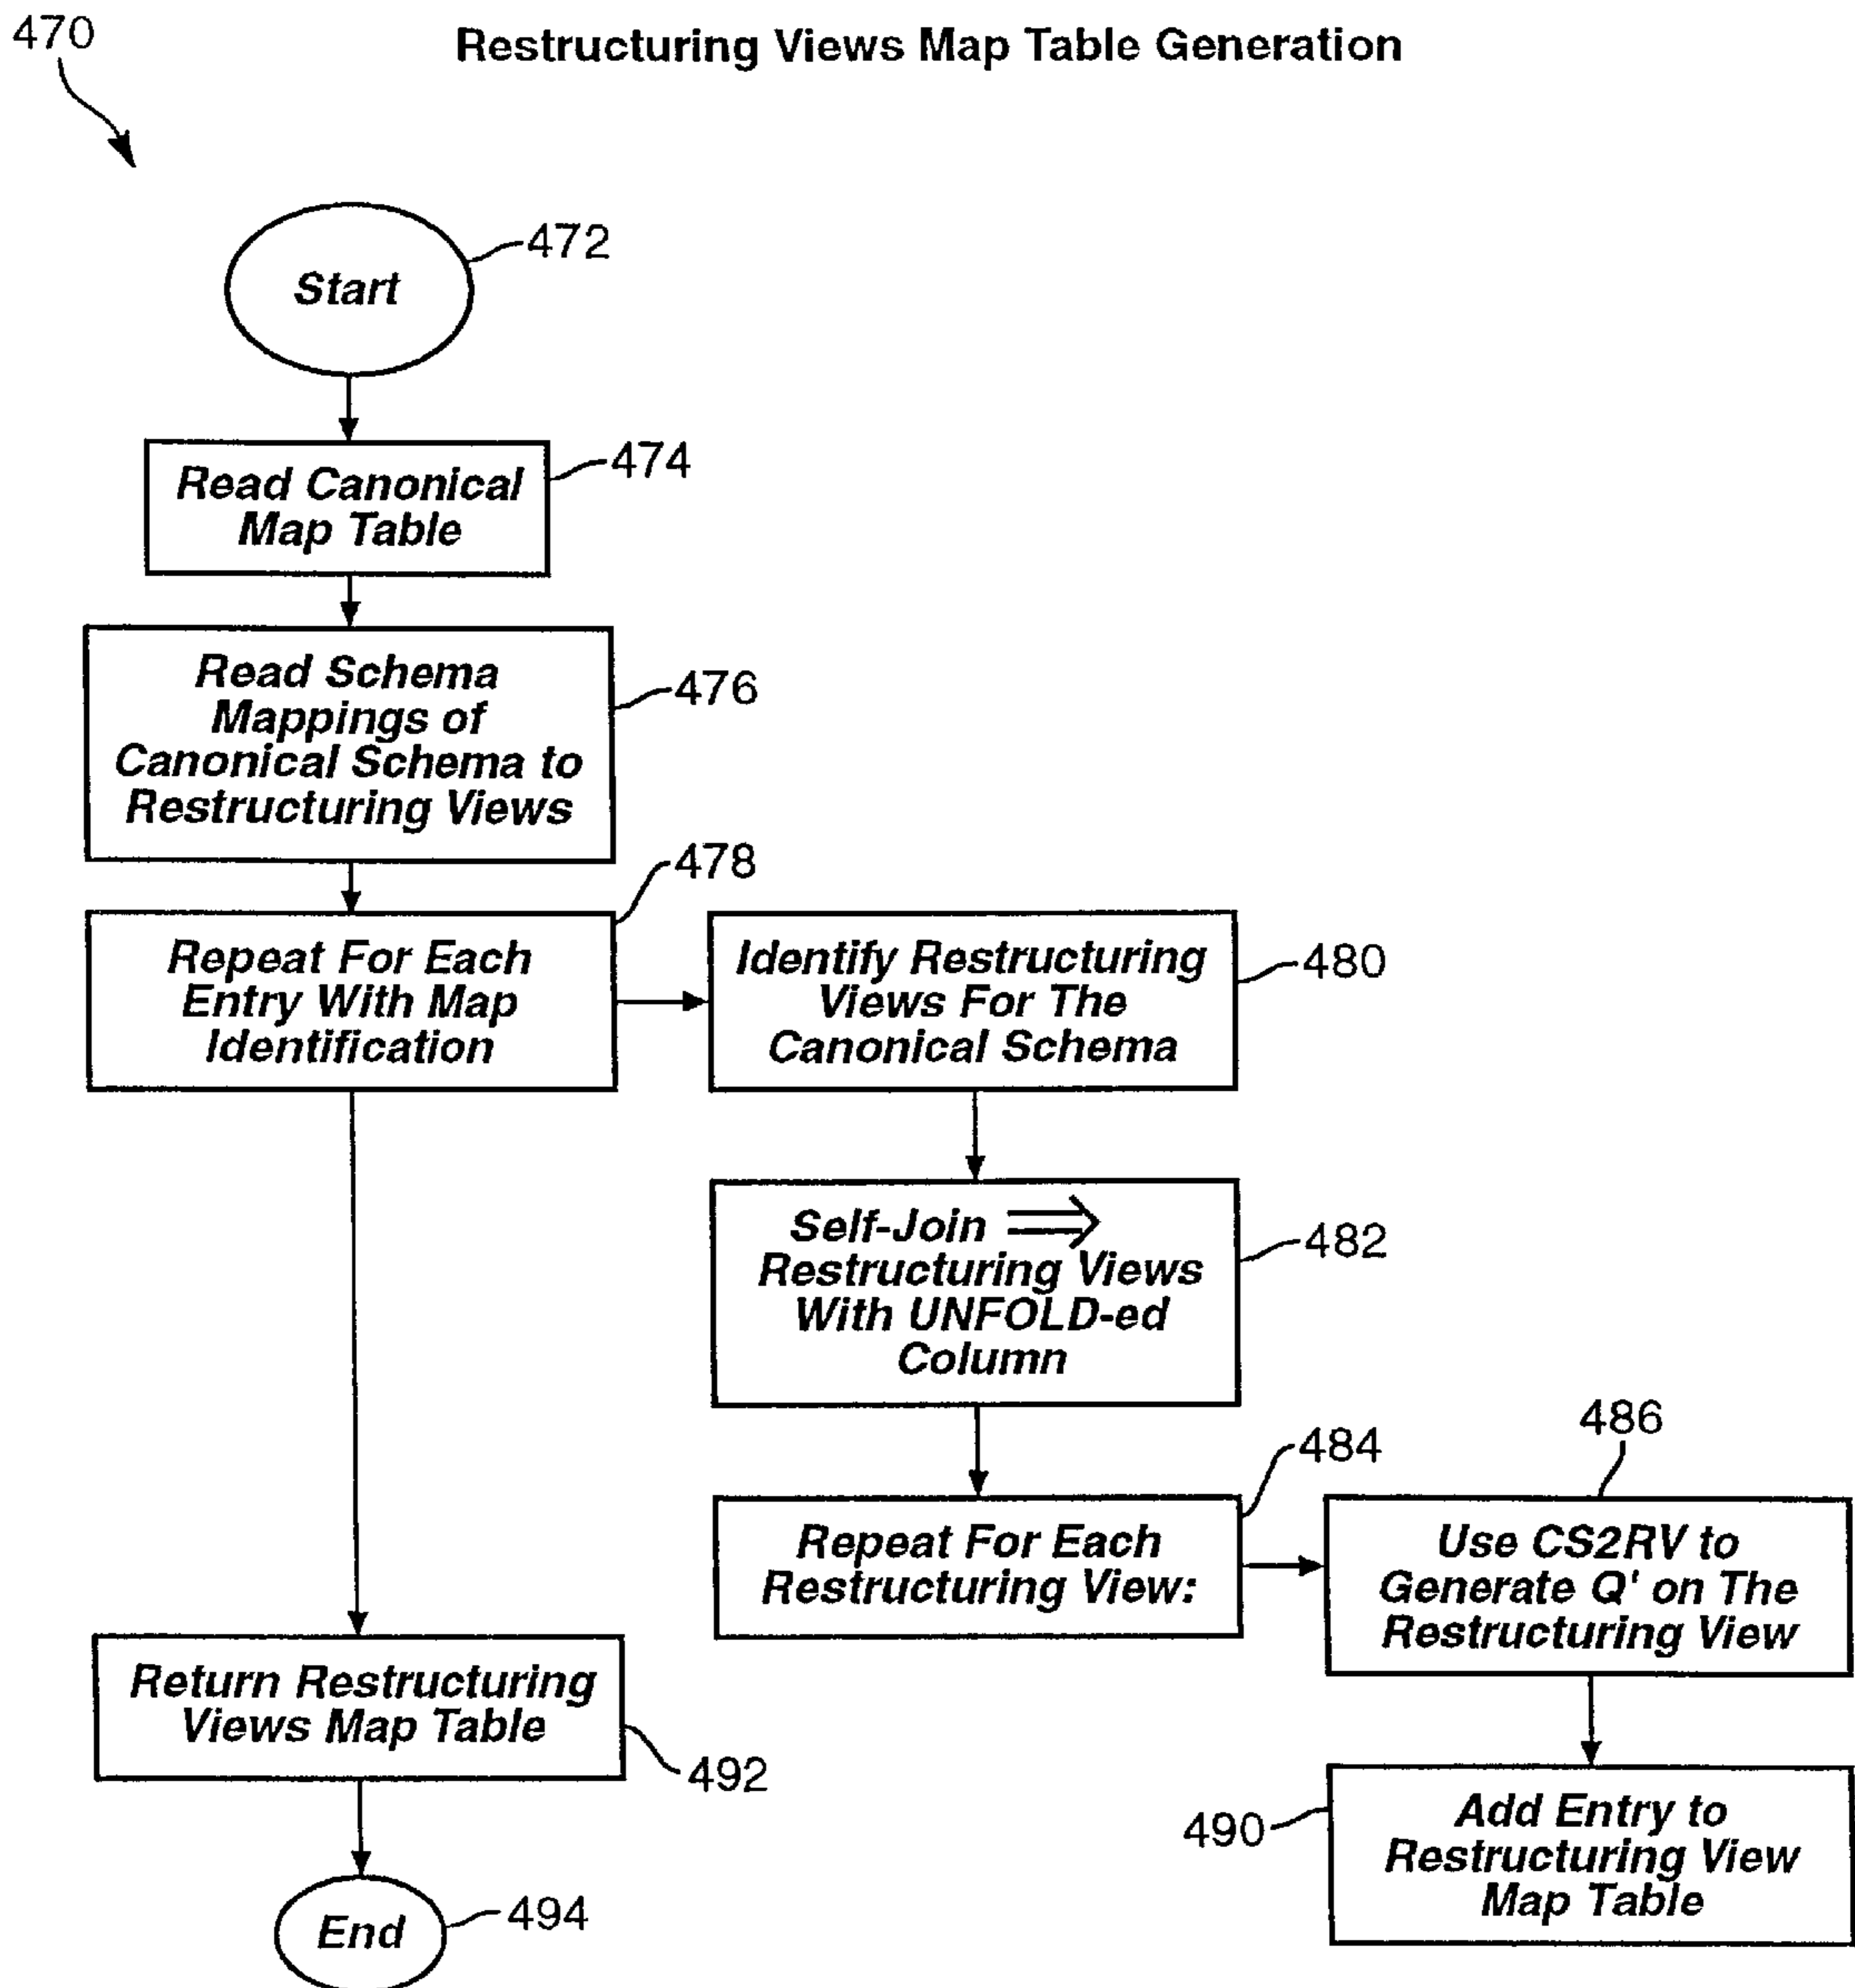 470
Restructuring Views Map Table Generation
472
Start
474
Read Canonical
Map Table
476
Read Schema
Mappings of
Canonical Schema to
Restructuring Views
478
Repeat For Each
Entry With Map
Identification
480
Identify Restructuring
Views For The
Canonical Schema
482
Self-Join ⇒
Restructuring Views
With UNFOLD-ed
Column
484
Repeat For Each
Restructuring View:
486
Use CS2RV to
Generate Q' on The
Restructuring View
490
Add Entry to
Restructuring View
Map Table
Return Restructuring
Views Map Table
492
End
494